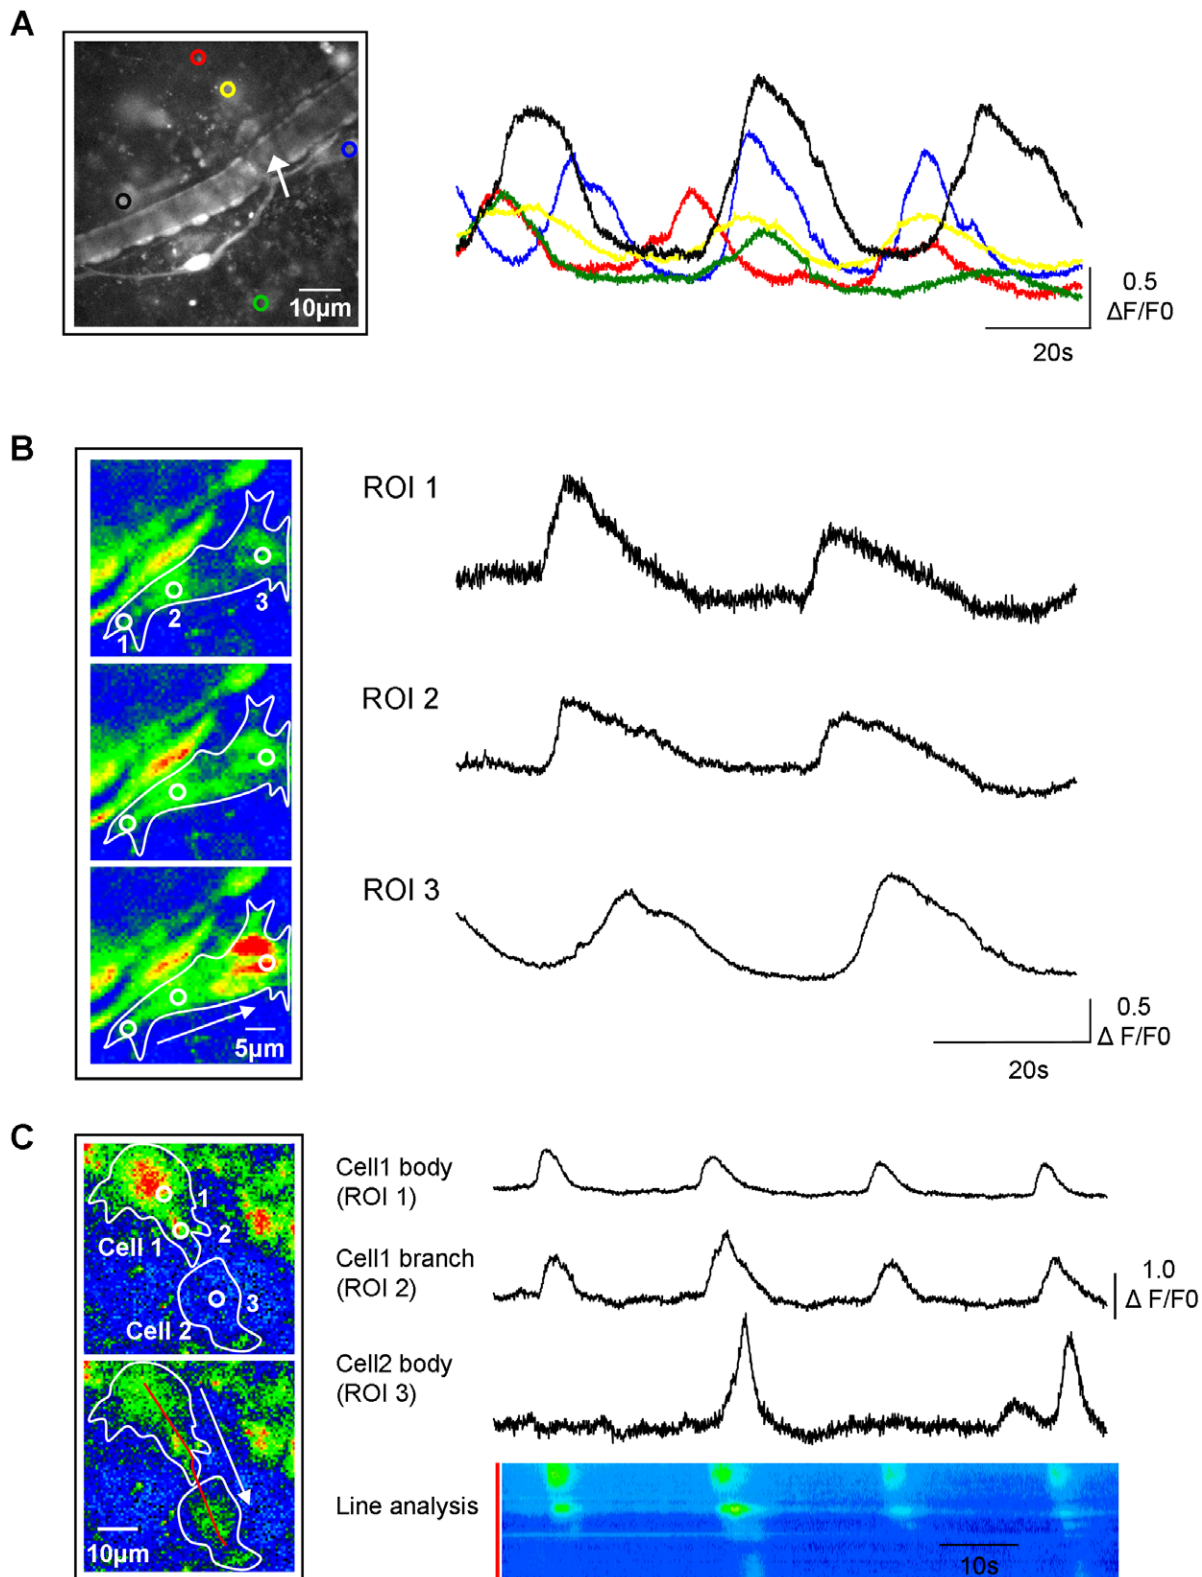 A
10µm
0.5
ΔF/F0
20s
B
1
2
3
5µm
ROI 1
ROI 2
ROI 3
0.5
Δ F/F0
20s
C
1
2
Cell 1
3
Cell 2
10µm
Cell1 body
(ROI 1)
Cell1 branch
(ROI 2)
1.0
Δ F/F0
Cell2 body
(ROI 3)
Line analysis
10s